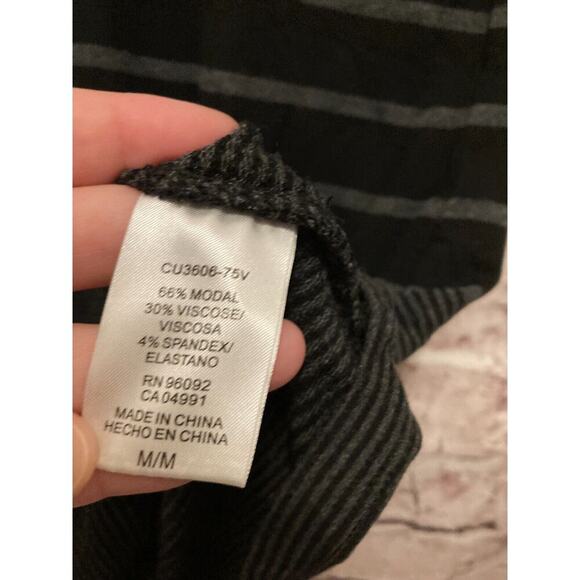 CU3606-75V
66% MODAL
30% VISCOSE/
VISCOSA
4% SPANDEX/
ELASTANO
RN 96092
CA 04991
MADE IN CHINA
HECHO EN CHINA
M/M